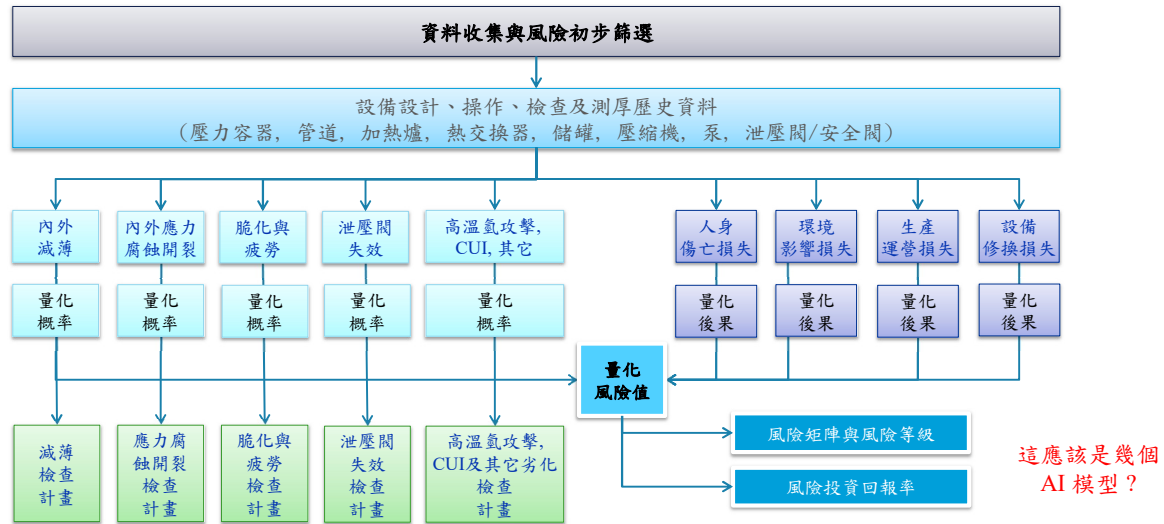 資料收集與風險初步篩選
設備設計、操作、檢查及測厚歷史資料
（壓力容器, 管道, 加熱爐, 熱交換器, 儲罐, 壓縮機, 泵, 泄壓閥/安全閥）
內外
減薄
內外應力
腐蝕開裂
脆化與
疲勞
泄壓閥
失效
高溫氫攻擊,
CUI, 其它
人身
傷亡損失
環境
影響損失
生產
運營損失
設備
修換損失
量化
概率
量化
概率
量化
概率
量化
概率
量化
概率
量化
後果
量化
後果
量化
後果
量化
後果
量化
風險值
減薄
檢查
計畫
應力腐
蝕開裂
檢查
計畫
脆化與
疲勞
檢查
計畫
泄壓閥
失效
檢查
計畫
高溫氫攻擊,
CUI及其它劣化
檢查
計畫
風險矩陣與風險等級
風險投資回報率
這應該是幾個
AI 模型？